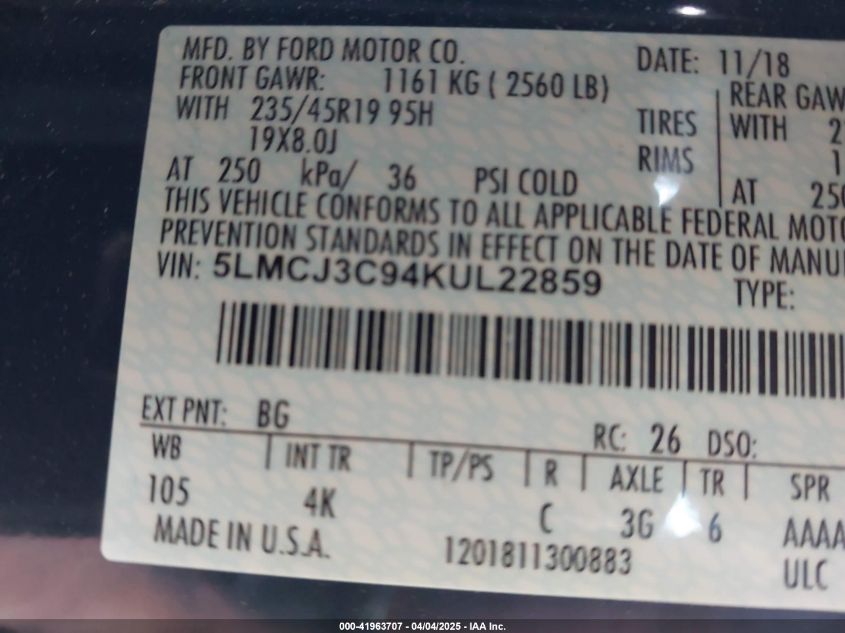 MFD. BY FORD MOTOR CO. DATE: 11/18
FRONT GAWR: 1161 KG ( 2560 LB) REAR GAW
WITH 235/45R19 95H TIRES WITH 2
19X8.0J RIMS 1
AT 250 kPa/ 36 PSI COLD AT 250
THIS VEHICLE CONFORMS TO ALL APPLICABLE FEDERAL MOTO
PREVENTION STANDARDS IN EFFECT ON THE DATE OF MANU
VIN: 5LMCJ3C94KUL22859
TYPE:
EXT PNT: BG RC: 26 DSO:
WB INT TR TP/PS R AXLE TR SPR
105 4K C 3G 6 AAAA
MADE IN U.S.A. 1201811300883 ULC
000-41963707 - 04/04/2025 - IAA Inc.